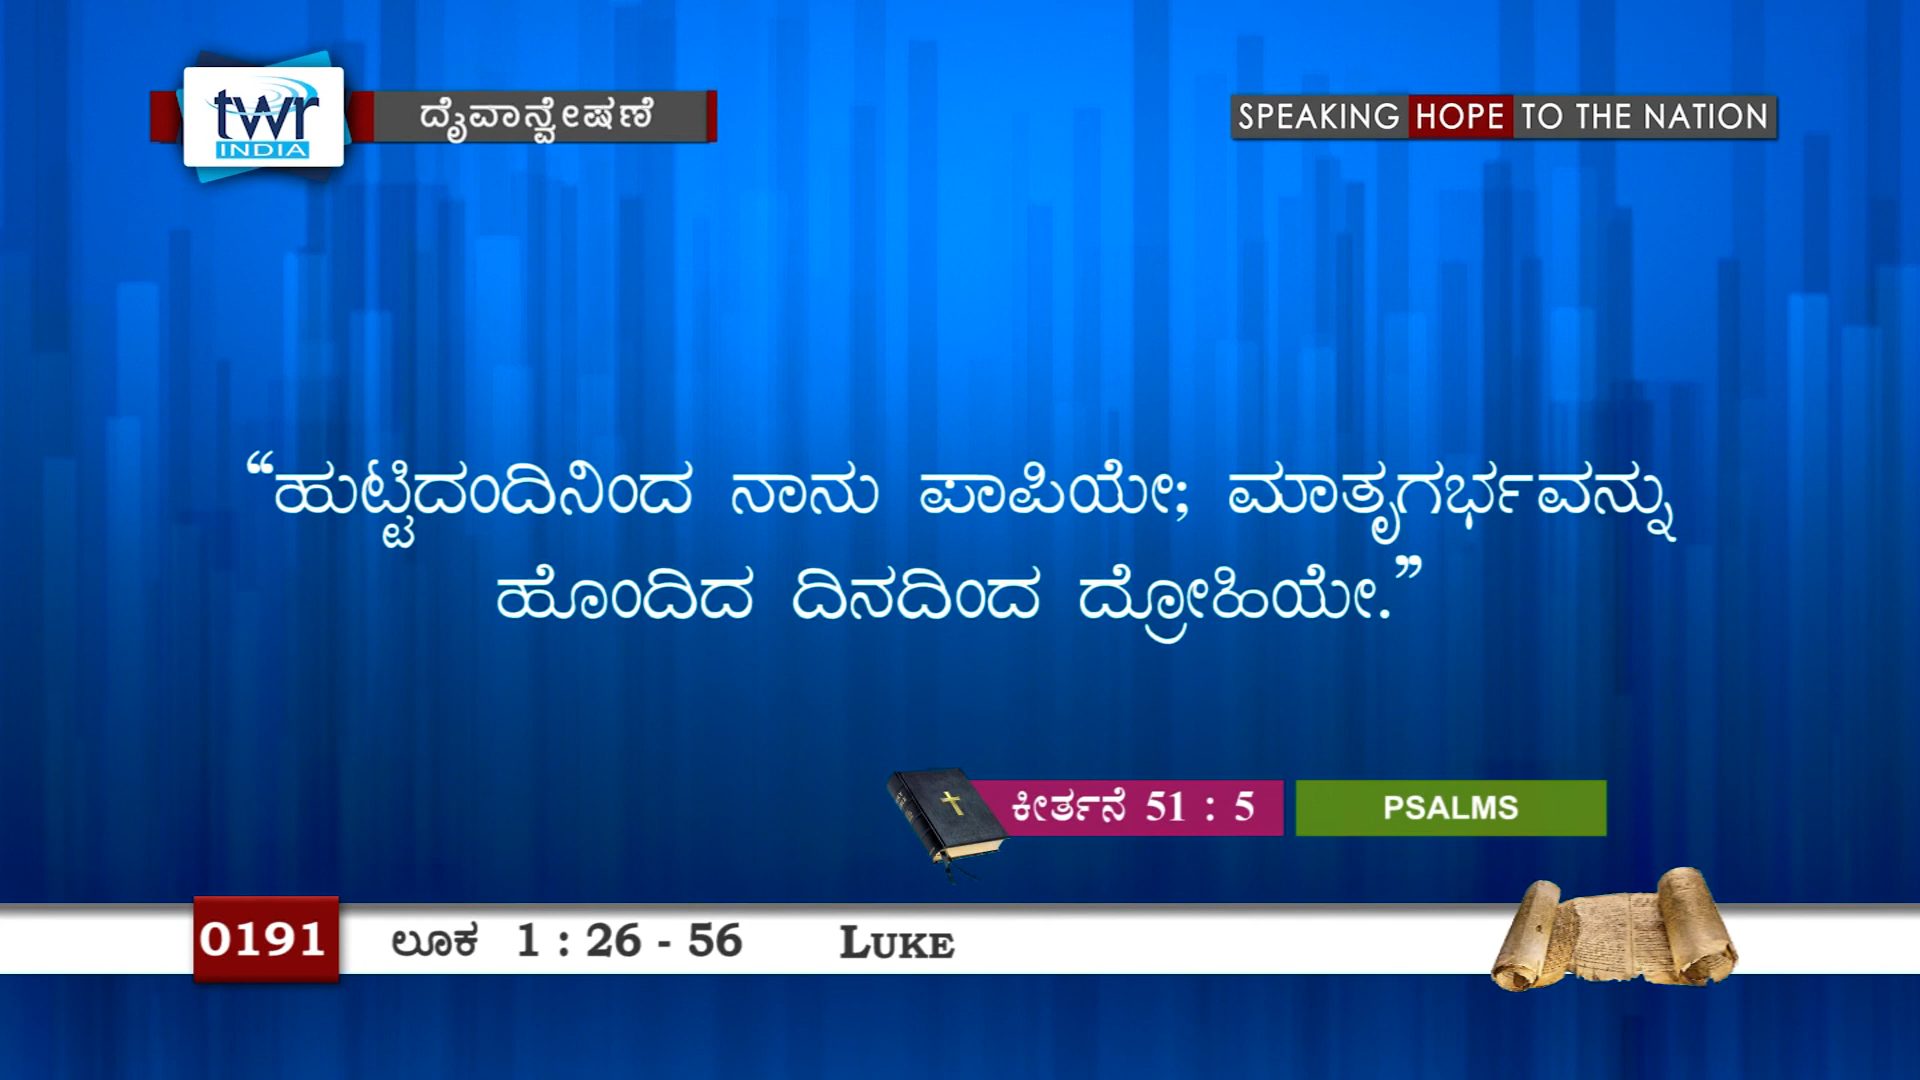 twr
INDIA
ದೈವಾನ್ವೇಷಣೆ
SPEAKING HOPE TO THE NATION
“ಹುಟ್ಟಿದಂದಿನಿಂದ ನಾನು ಪಾಪಿಯೇ; ಮಾತೃಗರ್ಭವನ್ನು
ಹೊಂದಿದ ದಿನದಿಂದ ದ್ರೋಹಿಯೇ.”
ಕೀರ್ತನೆ 51 : 5
PSALMS
0191
ಲೂಕ 1 : 26 - 56
LUKE